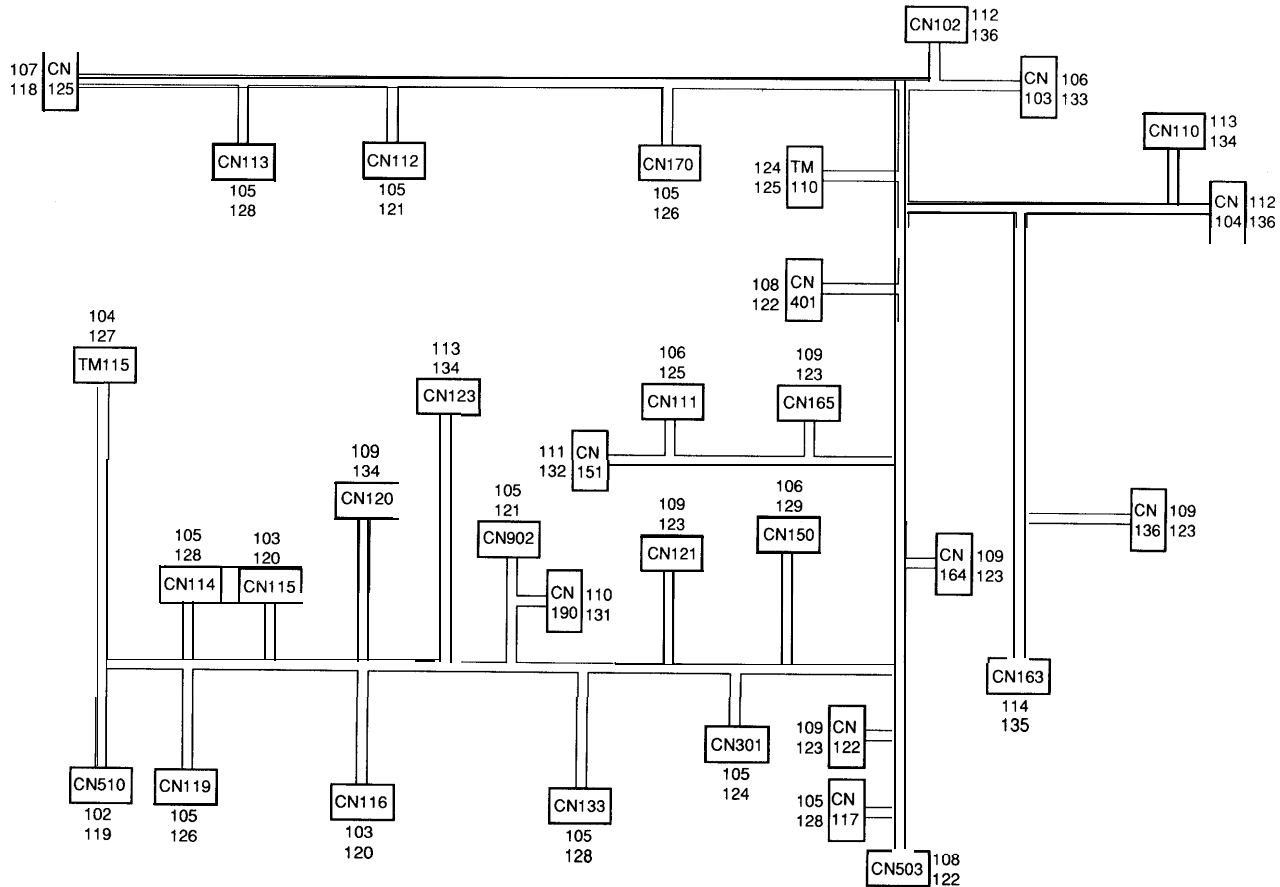 CN102
112
136
107
118
CN
125
CN
103
106
133
CN110
113
134
CN113
105
128
CN112
105
121
CN170
105
126
124
125
TM
110
CN
104
112
136
108
122
CN
401
104
127
TM115
113
134
CN123
106
125
CN111
109
123
CN165
111
132
CN
151
109
134
CN120
105
121
CN902
109
123
CN121
106
129
CN150
CN
136
109
123
105
128
CN114
103
120
CN115
CN
190
110
131
CN
164
109
123
CN163
114
135
CN510
102
119
CN119
105
126
CN116
103
120
CN133
105
128
CN301
105
124
109
123
CN
122
105
128
CN
117
CN503
108
122